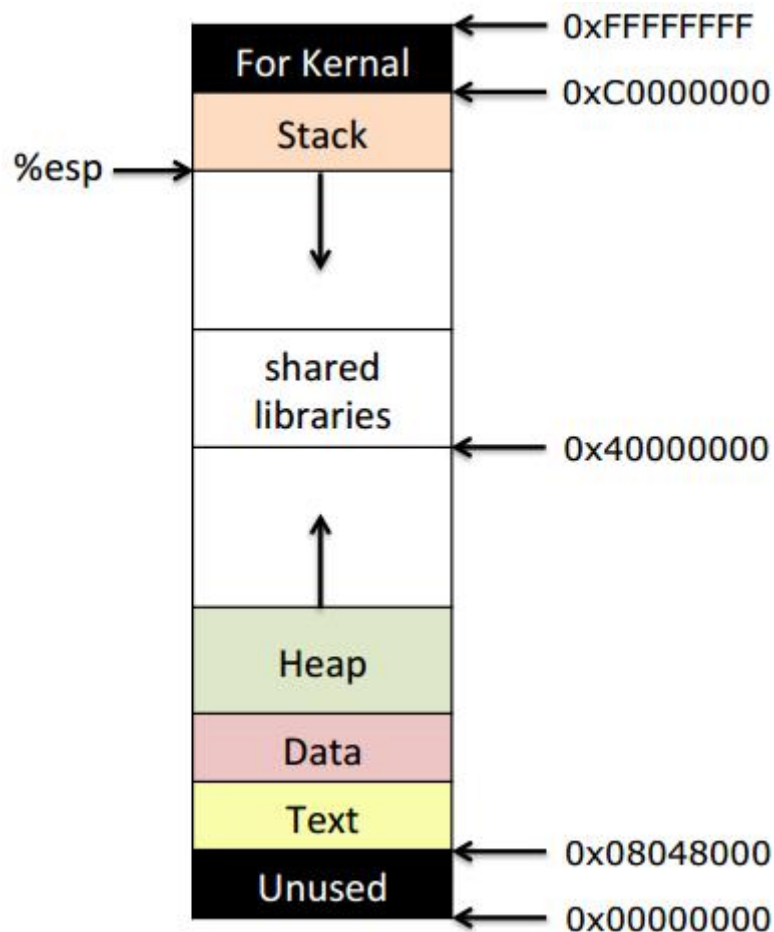 0xFFFFFFFF
For Kernal
0xC0000000
Stack
%esp
shared
libraries
0x40000000
Heap
Data
Text
0x08048000
Unused
0x00000000